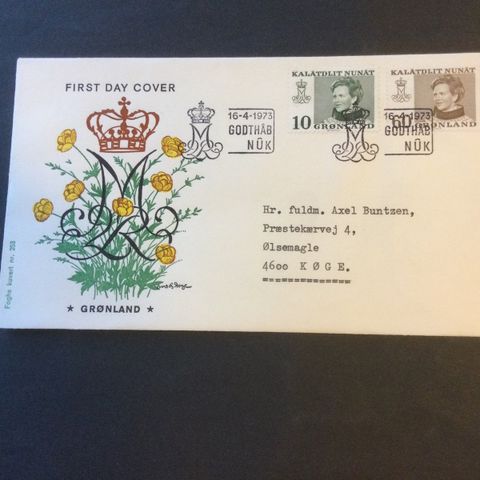 FIRST DAY COVER
KALÂTDLIT NUNÂT
10 GRØNLAND
KALÂTDLIT NUNÂT
60 GRØNLAND
16-4-1973
GODTHÅB
NÛK
16-4-1973
GODTHÅB
NÛK
Hr. fuldm. Axel Buntzen,
Præstekærvej 4,
Ølsemagle
4600 KØGE.
Foghs kuvert nr. 253
★ GRØNLAND ★